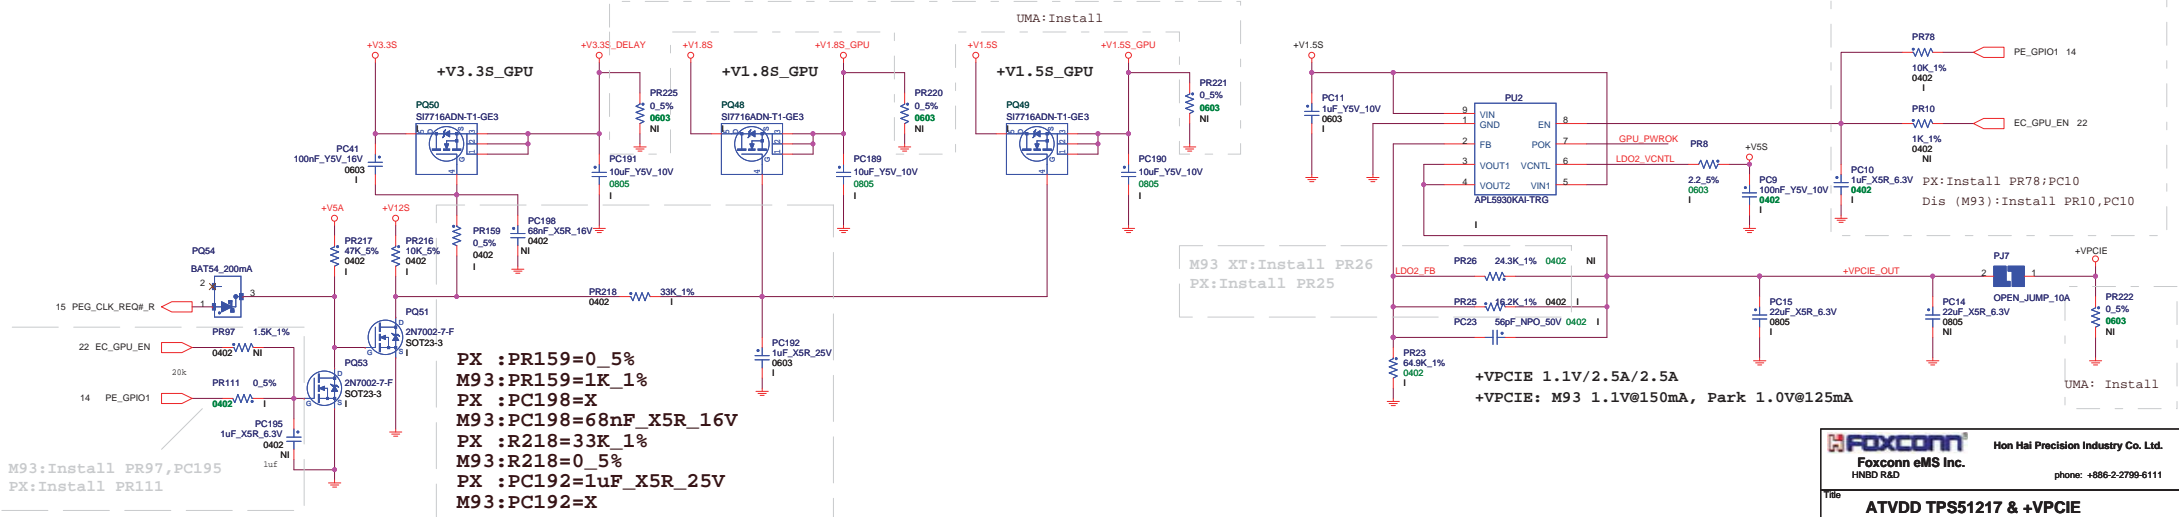 UMA:Install
+V3.3S
+V3.3S_DELAY
+V1.8S
+V1.8S_GPU
+V1.5S
+V1.5S_GPU
+V3.3S_GPU
+V1.8S_GPU
+V1.5S_GPU
PQ50
SI7716ADN-T1-GE3
PQ48
SI7716ADN-T1-GE3
PQ49
SI7716ADN-T1-GE3
PR225
0_5%
0603
NI
PR220
0_5%
0603
NI
PR221
0_5%
0603
NI
PC41
100nF_Y5V_16V
0603
I
PC191
10uF_Y5V_10V
0805
I
PC189
10uF_Y5V_10V
0805
I
PC190
10uF_Y5V_10V
0805
I
+V5A
+V12S
PR217
47K_5%
0402
I
PR216
10K_5%
0402
I
PR159
0_5%
0402
I
PC198
68nF_X5R_16V
0402
NI
PQ54
BAT54_200mA
2
1
3
15 PEG_CLK_REQ#_R
PR218
0402
33K_1%
I
PQ51
2N7002-7-F
SOT23-3
I
PR97 1.5K_1%
22 EC_GPU_EN
0402 NI
20k
PQ53
2N7002-7-F
SOT23-3
I
PR111 0_5%
14 PE_GPIO1
0402 I
PC195
1uF_X5R_6.3V
0402
NI
1uf
M93:Install PR97,PC195
PX:Install PR111
PC192
1uF_X5R_25V
0603
I
PX :PR159=0_5%
M93:PR159=1K_1%
PX :PC198=X
M93:PC198=68nF_X5R_16V
PX :R218=33K_1%
M93:R218=0_5%
PX :PC192=1uF_X5R_25V
M93:PC192=X
+V1.5S
PC11
1uF_Y5V_10V
0603
I
PU2
9 VIN
1 GND
2 FB
3 VOUT1
4 VOUT2
EN 8
POK 7
VCNTL 6
VIN1 5
APL5930KAI-TRG
I
GPU_PWROK
LDO2_VCNTL
PR8
2.2_5%
0603
I
+V5S
PC9
100nF_Y5V_10V
0402
I
PR78
10K_1%
0402
I
PE_GPIO1 14
PR10
1K_1%
0402
NI
EC_GPU_EN 22
PC10
1uF_X5R_6.3V
0402
I
PX:Install PR78;PC10
Dis (M93):Install PR10,PC10
M93 XT:Install PR26
PX:Install PR25
LDO2_FB
PR26 24.3K_1% 0402 NI
PR25 16.2K_1% 0402 I
PC23 56pF_NPO_50V 0402 I
PR23
64.9K_1%
0402
I
+VPCIE_OUT
PC15
22uF_X5R_6.3V
0805
I
PC14
22uF_X5R_6.3V
0805
NI
PJ7
2 1
OPEN_JUMP_10A
+VPCIE
PR222
0_5%
0603
NI
UMA: Install
+VPCIE 1.1V/2.5A/2.5A
+VPCIE: M93 1.1V@150mA, Park 1.0V@125mA
FOXCONN
Hon Hai Precision Industry Co. Ltd.
Foxconn eMS Inc.
HNBD R&D
phone: +886-2-2799-6111
Title
ATVDD TPS51217 & +VPCIE